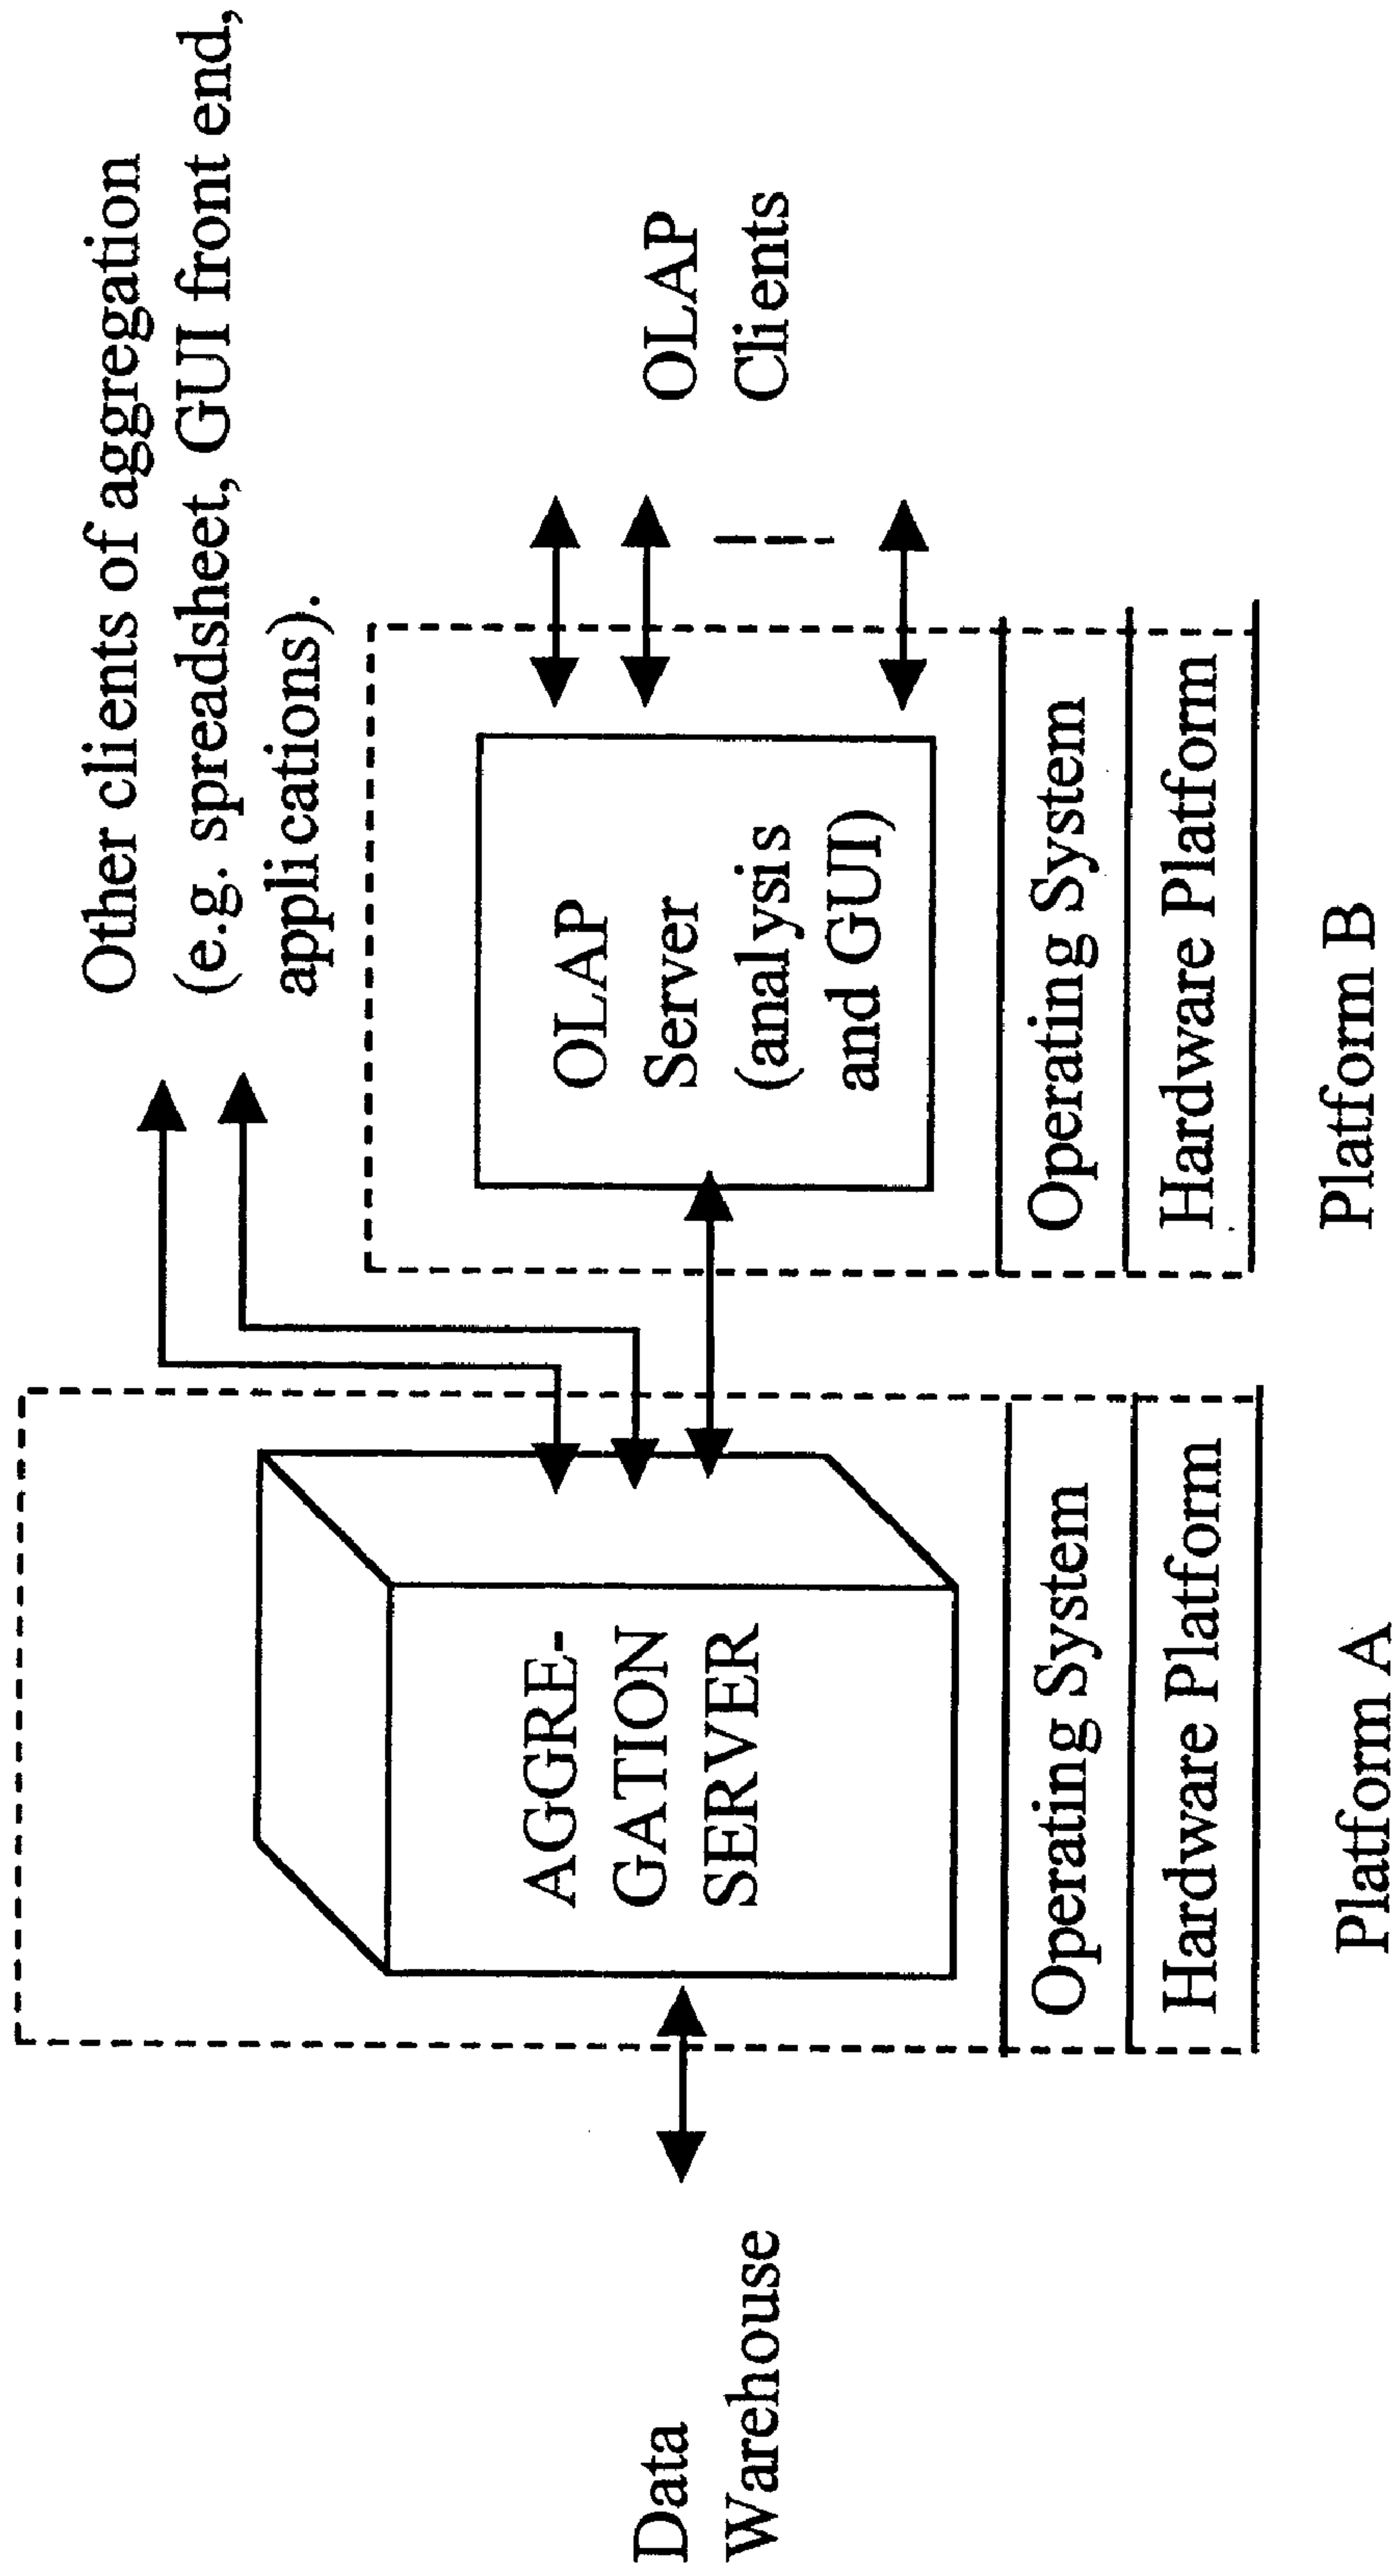 Other clients of aggregation
(e.g. spreadsheet, GUI front end,
applications).
Data
Warehouse
AGGRE-
GATION
SERVER
Operating System
Hardware Platform
Platform A
OLAP
Server
(analysis
and GUI)
Operating System
Hardware Platform
Platform B
OLAP
Clients